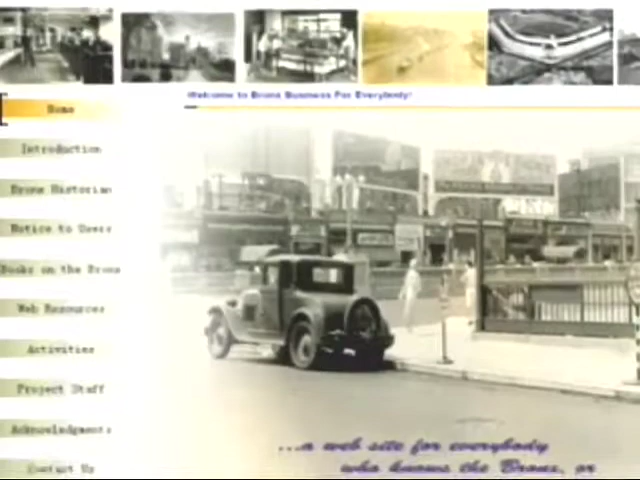 Welcome to Bronx Business For Everybody!
Home
Introduction
Bronx Historian
Notice to Users
Books on the Bronx
Web Resources
Activities
Project Staff
Acknowledgments
Contact Us
...a web site for everybody
who knows the Bronx, or